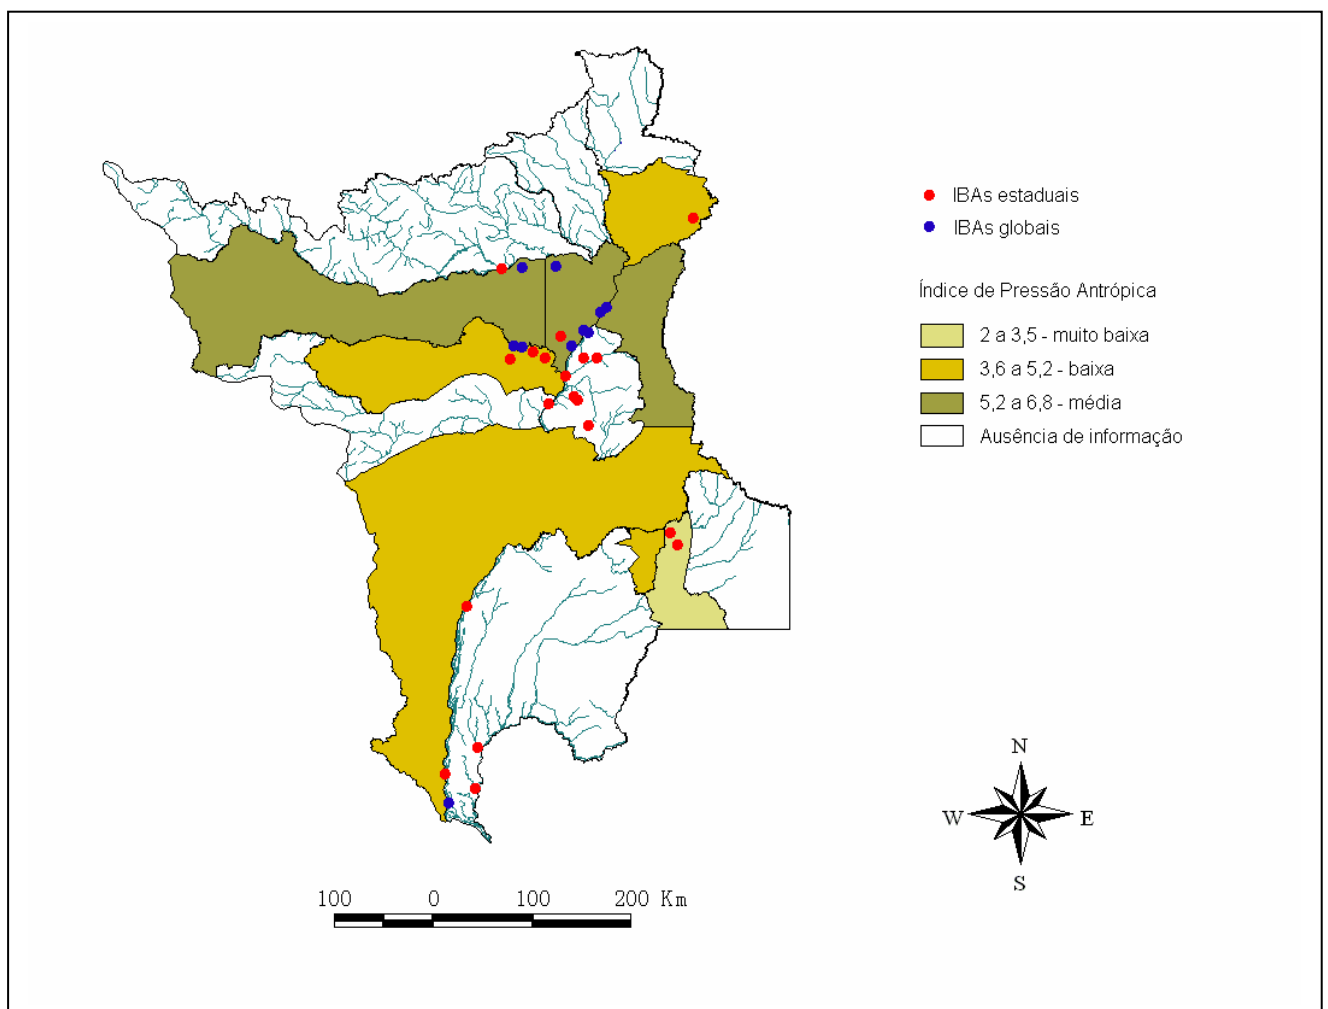 IBAs estaduais
IBAs globais
Índice de Pressão Antrópica
2 a 3,5 - muito baixa
3,6 a 5,2 - baixa
5,2 a 6,8 - média
Ausência de informação
N
W E
S
100 0 100 200 Km